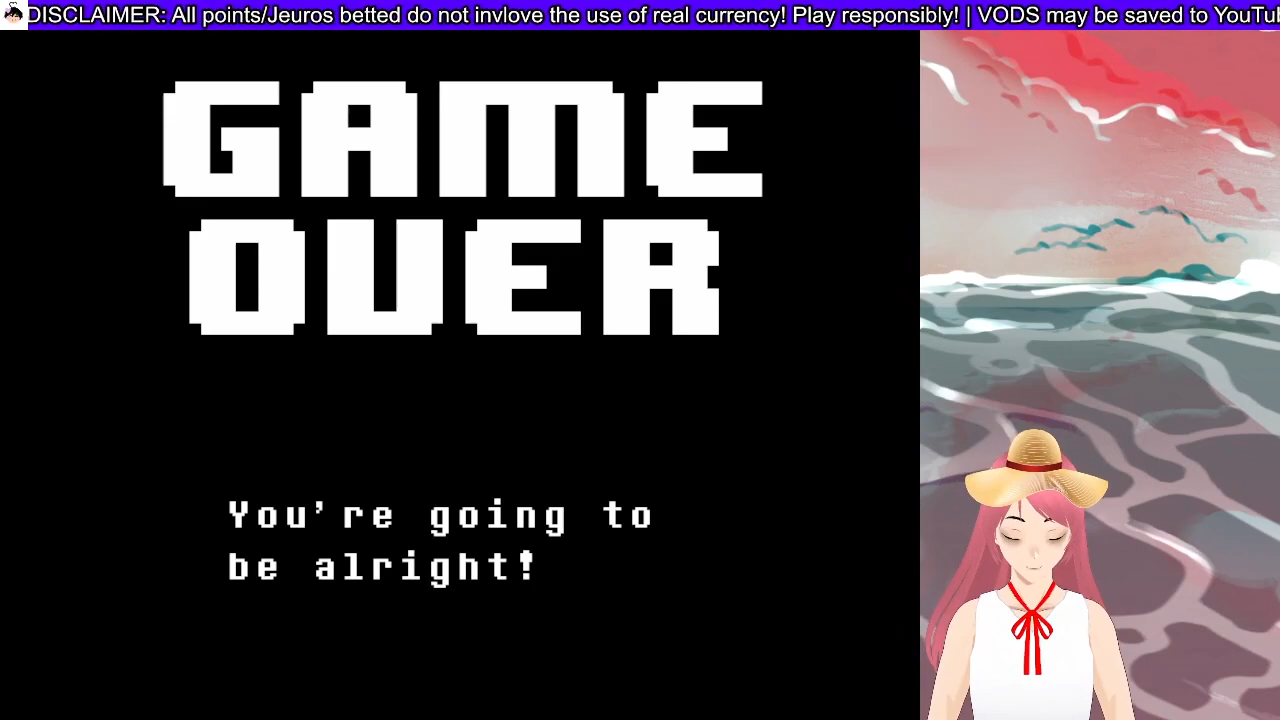 DISCLAIMER: All points/Jeuros betted do not invlove the use of real currency! Play responsibly! | VODS may be saved to YouTu
GAME
OVER
You're going to
be alright!